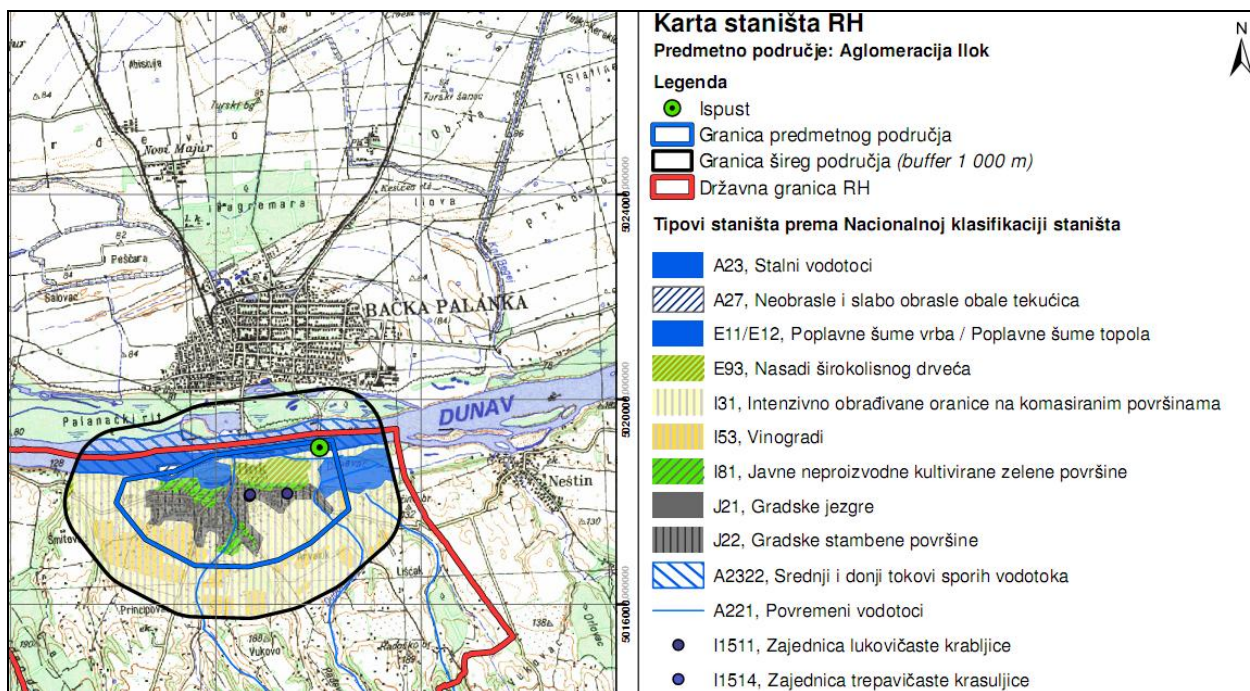 Karta staništa RH
Predmetno područje: Aglomeracija Ilok
N
Legenda
Ispust
Granica predmetnog područja
Granica šireg područja (buffer 1 000 m)
Državna granica RH
Tipovi staništa prema Nacionalnoj klasifikaciji staništa
A23, Stalni vodotoci
A27, Neobrasle i slabo obrasle obale tekućica
E11/E12, Poplavne šume vrba / Poplavne šume topola
E93, Nasadi širokolisnog drveća
I31, Intenzivno obrađivane oranice na komasiranim površinama
I53, Vinogradi
I81, Javne neproizvodne kultivirane zelene površine
J21, Gradske jezgre
J22, Gradske stambene površine
A2322, Srednji i donji tokovi sporih vodotoka
A221, Povremeni vodotoci
I1511, Zajednica lukovičaste krabljice
I1514, Zajednica trepavičaste krasuljice
Turski šanac
Novi Majur
Bagremara
Peščara
BAČKA PALANKA
Palanački rit
DUNAV
Neštin
Principovac
Vukovo
Liščak
5024000
5020000
5016000